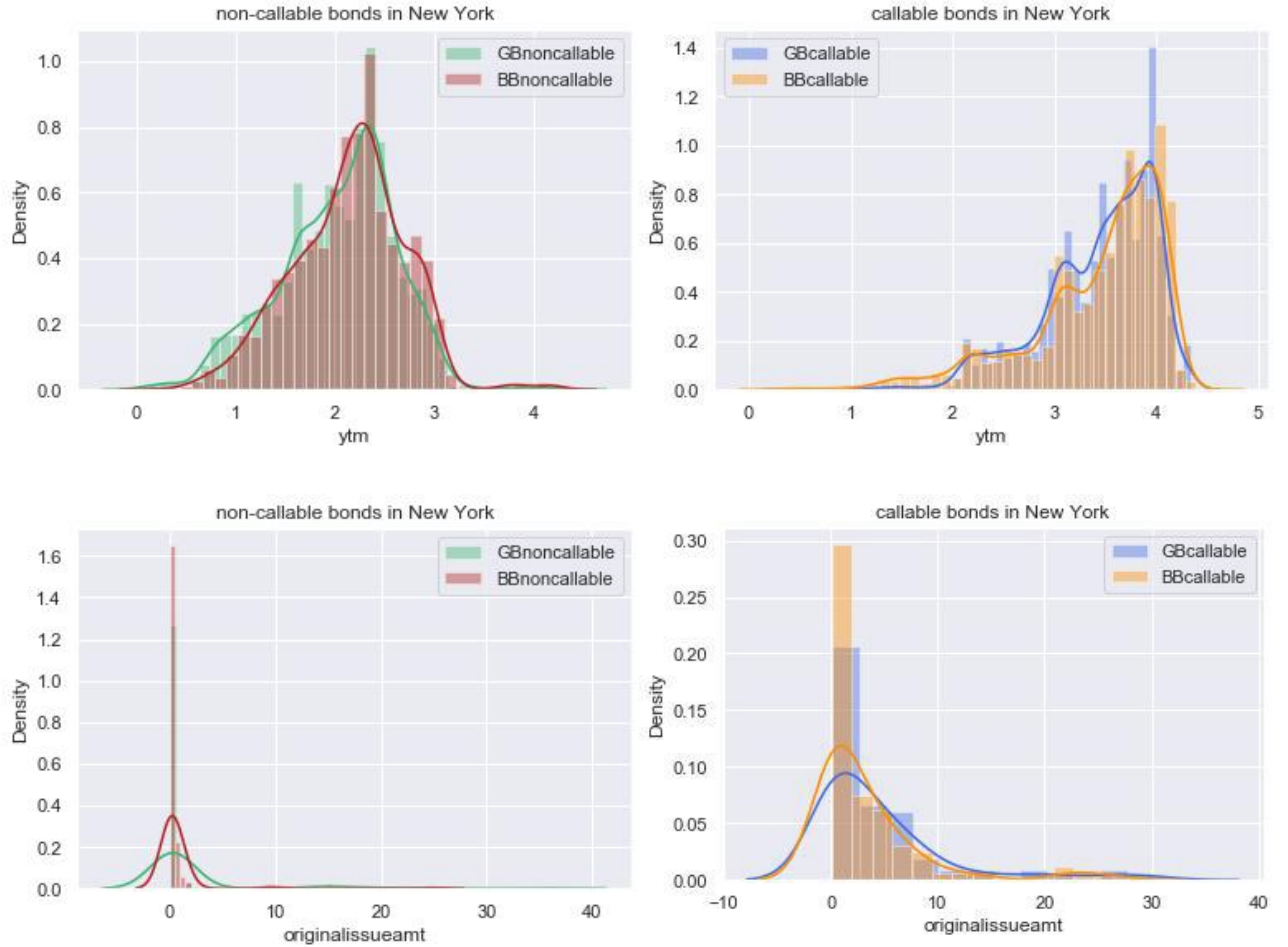 non-callable bonds in New York
GBnoncallable
BBnoncallable
1.0
0.8
0.6
0.4
0.2
0.0
Density
0
1
2
3
4
ytm
callable bonds in New York
GBcallable
BBcallable
1.4
1.2
1.0
0.8
0.6
0.4
0.2
0.0
Density
0
1
2
3
4
5
ytm
non-callable bonds in New York
GBnoncallable
BBnoncallable
1.6
1.4
1.2
1.0
0.8
0.6
0.4
0.2
0.0
Density
0
10
20
30
40
originalissueamt
callable bonds in New York
GBcallable
BBcallable
0.30
0.25
0.20
0.15
0.10
0.05
0.00
Density
−10
0
10
20
30
40
originalissueamt